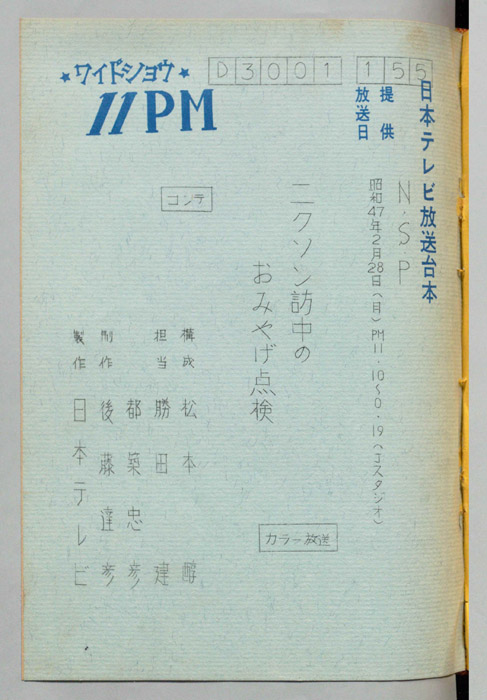 ★ワイドショウ★
11PM
D3001 155
日本テレビ放送台本
提供 N・S・P
放送日 昭和47年2月28日(月)PM11・10〜0・19(Jスタジオ)
コンテ
ニクソン訪中の
おみやげ点検
カラー放送
構成 松本 醇
担当 勝田 建
都築忠彦
制作 後藤達彦
製作 日本テレビ